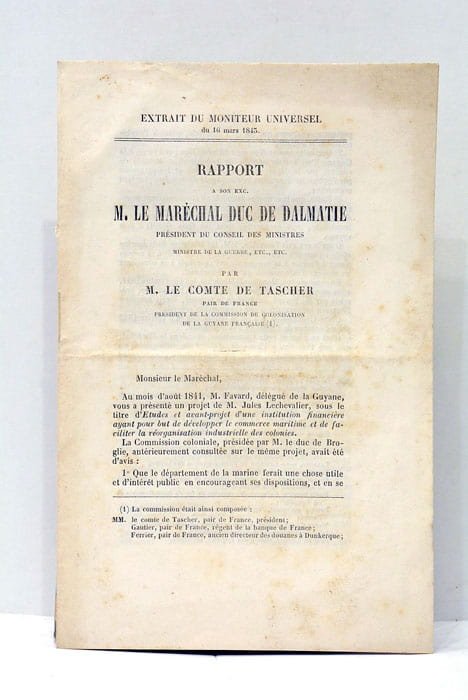 EXTRAIT DU MONITEUR UNIVERSEL
du 16 mars 1843.
RAPPORT
A SON EXC.
M. LE MARÉCHAL DUC DE DALMATIE
PRÉSIDENT DU CONSEIL DES MINISTRES
MINISTRE DE LA GUERRE, ETC., ETC.
PAR
M. LE COMTE DE TASCHER
PAIR DE FRANCE
PRÉSIDENT DE LA COMMISSION DE COLONISATION
DE LA GUYANE FRANÇAISE (1).
Monsieur le Maréchal,
Au mois d'août 1841, M. Favard, délégué de la Guyane,
vous a présenté un projet de M. Jules Lechevalier, sous le
titre d'Etudes et avant-projet d'une institution financière
ayant pour but de développer le commerce maritime et de fa-
ciliter la réorganisation industrielle des colonies.
La Commission coloniale, présidée par M. le duc de Bro-
glie, antérieurement consultée sur le même projet, avait été
d'avis :
1° Que le département de la marine ferait une chose utile
et d'intérêt public en encourageant ses dispositions, et en se
(1) La commission était ainsi composée :
MM. le comte de Tascher, pair de France, président;
Gautier, pair de France, régent de la banque de France;
Ferrier, pair de France, ancien directeur des douanes à Dunkerque;